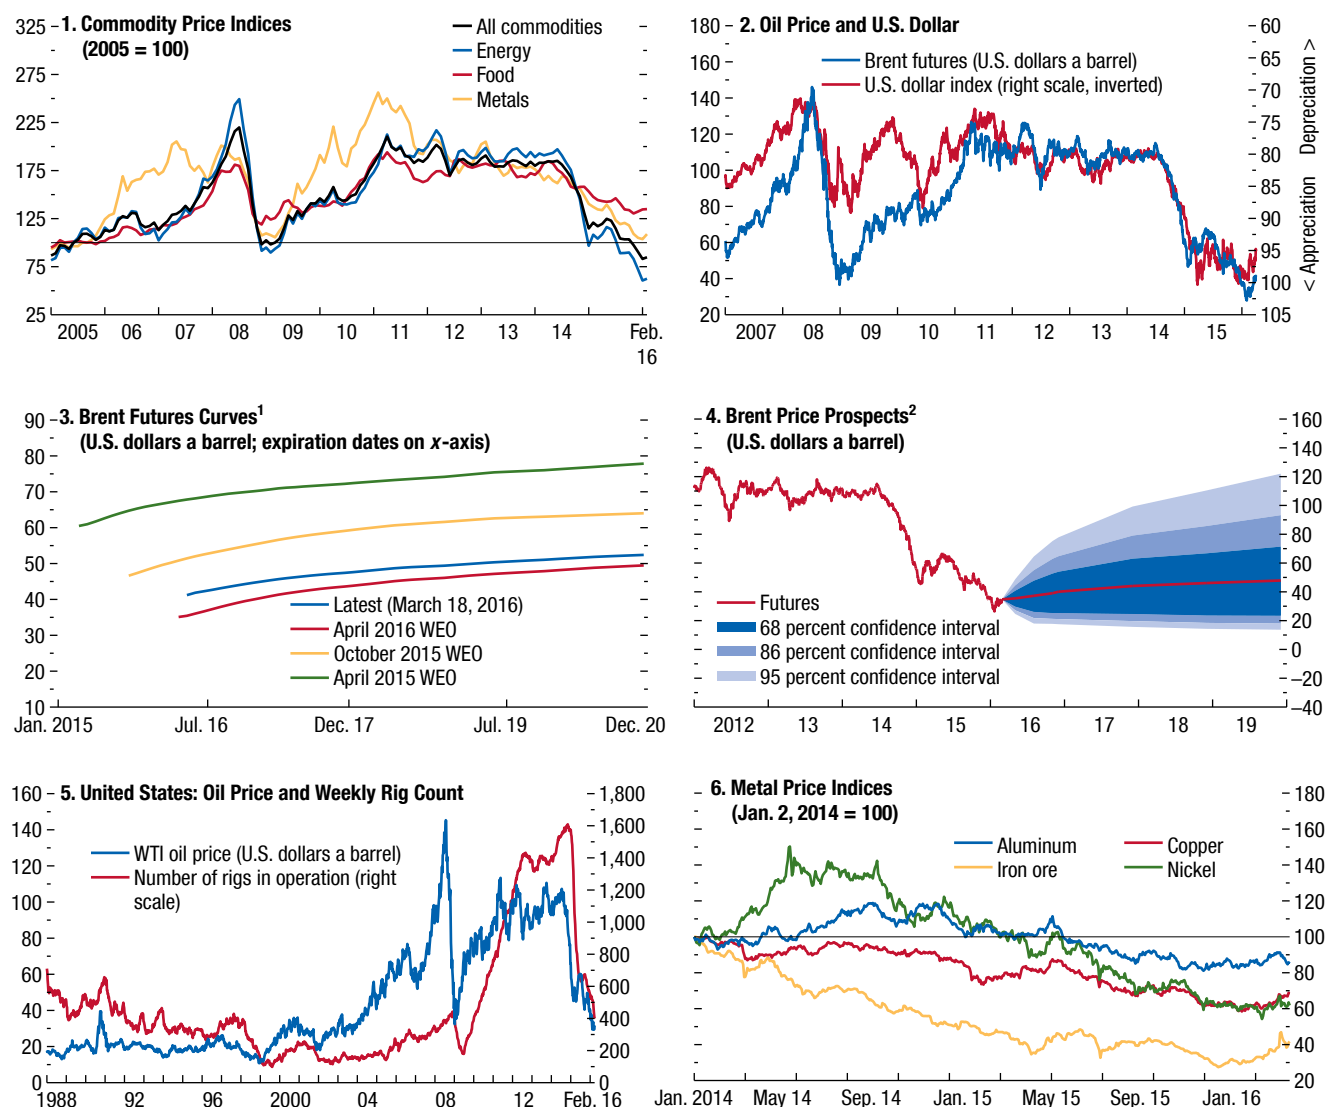 1. Commodity Price Indices
(2005 = 100)
All commodities
Energy
Food
Metals
325
275
225
175
125
75
25
2005 06 07 08 09 10 11 12 13 14 Feb.
16
2. Oil Price and U.S. Dollar
Brent futures (U.S. dollars a barrel)
U.S. dollar index (right scale, inverted)
180
160
140
120
100
80
60
40
20
60
65
70
75
80
85
90
95
100
105
< Appreciation Depreciation >
2007 08 09 10 11 12 13 14 15
3. Brent Futures Curves1
(U.S. dollars a barrel; expiration dates on x-axis)
90
80
70
60
50
40
30
20
10
Latest (March 18, 2016)
April 2016 WEO
October 2015 WEO
April 2015 WEO
Jan. 2015 Jul. 16 Dec. 17 Jul. 19 Dec. 20
4. Brent Price Prospects2
(U.S. dollars a barrel)
160
140
120
100
80
60
40
20
0
–20
–40
Futures
68 percent confidence interval
86 percent confidence interval
95 percent confidence interval
2012 13 14 15 16 17 18 19
5. United States: Oil Price and Weekly Rig Count
WTI oil price (U.S. dollars a barrel)
Number of rigs in operation (right
scale)
160
140
120
100
80
60
40
20
0
1,800
1,600
1,400
1,200
1,000
800
600
400
200
0
1988 92 96 2000 04 08 12 Feb. 16
6. Metal Price Indices
(Jan. 2, 2014 = 100)
Aluminum
Copper
Iron ore
Nickel
180
160
140
120
100
80
60
40
20
Jan. 2014 May 14 Sep. 14 Jan. 15 May 15 Sep. 15 Jan. 16